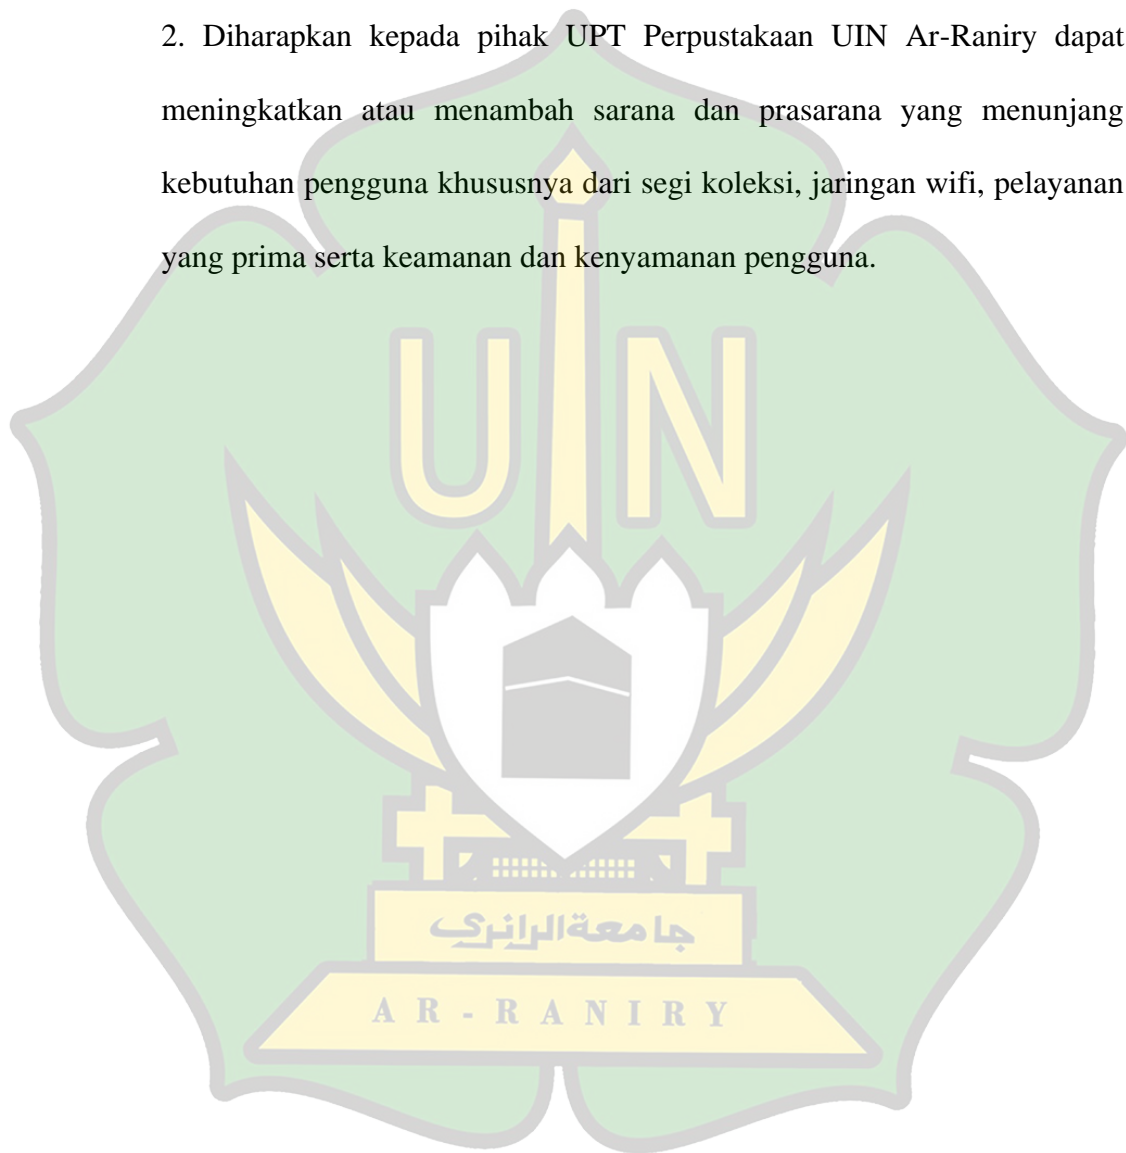 2. Diharapkan kepada pihak UPT Perpustakaan UIN Ar-Raniry dapat
meningkatkan atau menambah sarana dan prasarana yang menunjang
kebutuhan pengguna khususnya dari segi koleksi, jaringan wifi, pelayanan
yang prima serta keamanan dan kenyamanan pengguna.
UIN
جامعة الرانري
AR-RANIRY